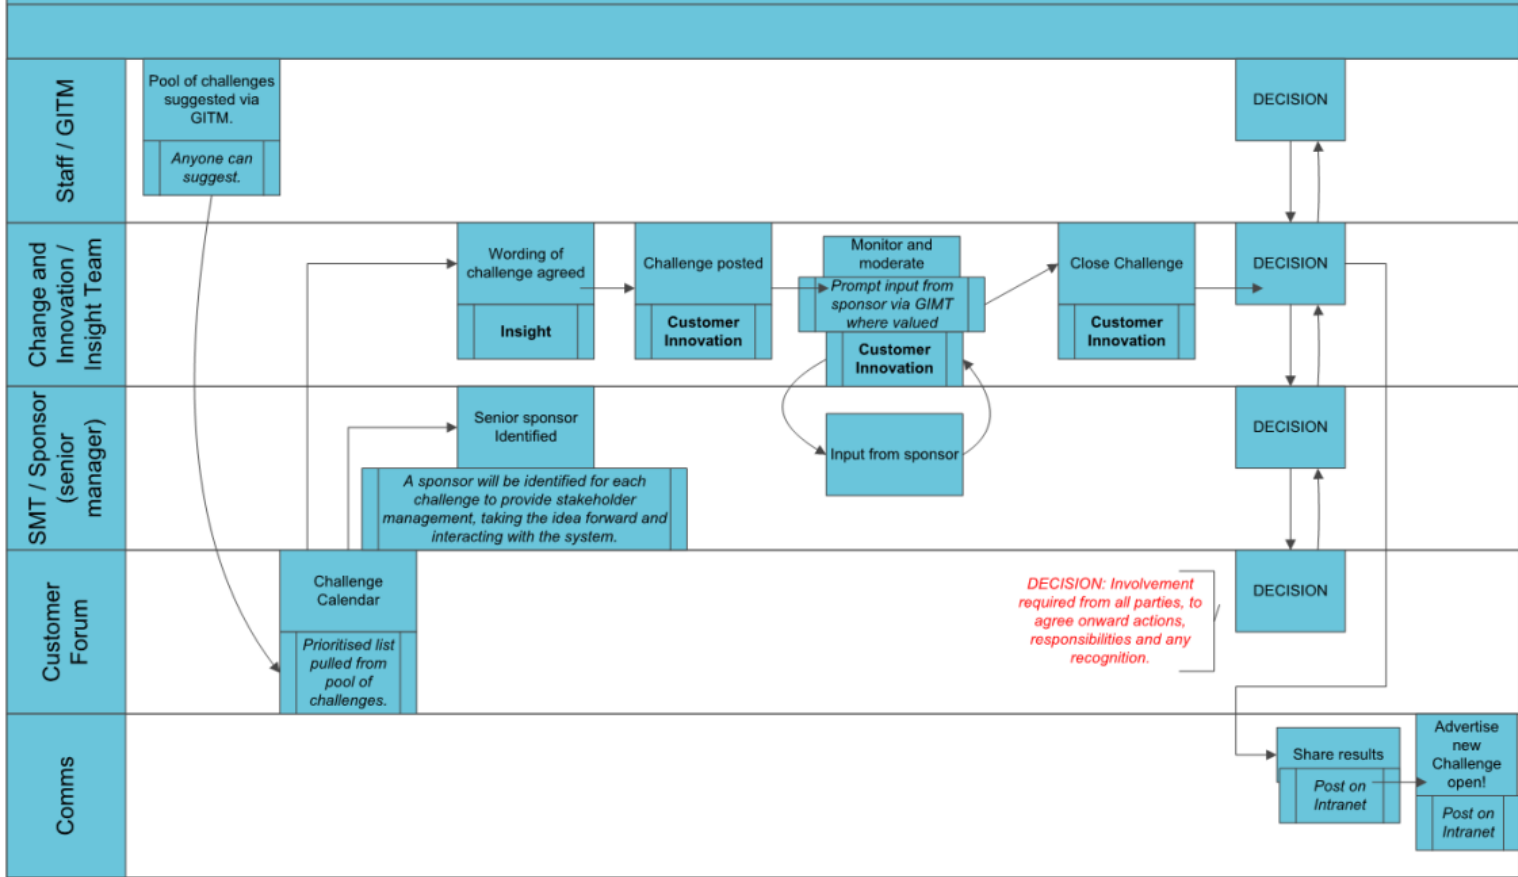 Staff / GITM
Pool of challenges
suggested via
GITM.
Anyone can
suggest.
DECISION
Change and
Innovation /
Insight Team
Wording of
challenge agreed
Insight
Challenge posted
Customer
Innovation
Monitor and
moderate
Prompt input from
sponsor via GIMT
where valued
Customer
Innovation
Close Challenge
Customer
Innovation
DECISION
SMT / Sponsor
(senior
manager)
Senior sponsor
Identified
A sponsor will be identified for each
challenge to provide stakeholder
management, taking the idea forward and
interacting with the system.
Input from sponsor
DECISION
Customer
Forum
Challenge
Calendar
Prioritised list
pulled from
pool of
challenges.
DECISION: Involvement
required from all parties, to
agree onward actions,
responsibilities and any
recognition.
DECISION
Comms
Share results
Post on
Intranet
Advertise
new
Challenge
open!
Post on
Intranet